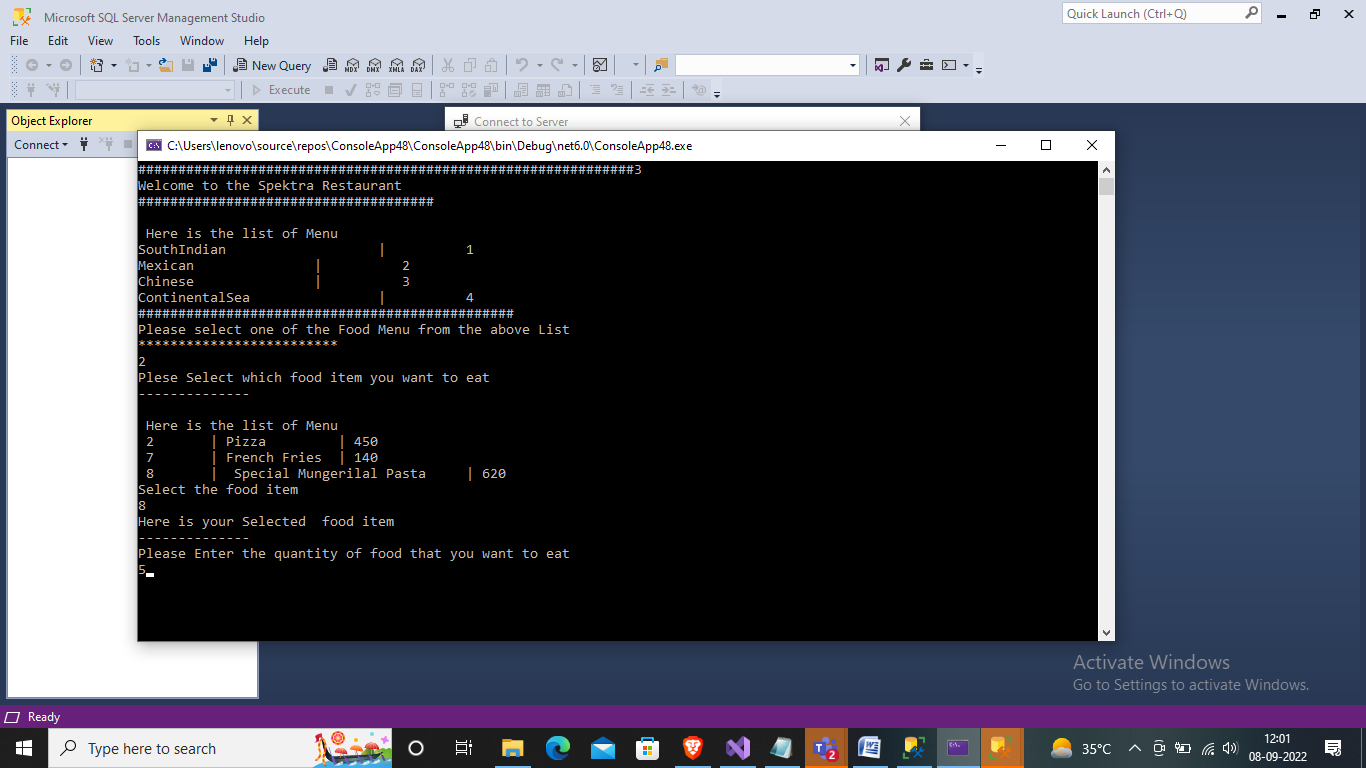 Microsoft SQL Server Management Studio
Quick Launch (Ctrl+Q)
File Edit View Tools Window Help
New Query MDX DMX XMLA DAX
Execute
Object Explorer
Connect to Server
Connect
C:\Users\lenovo\source\repos\ConsoleApp48\ConsoleApp48\bin\Debug\net6.0\ConsoleApp48.exe
##############################################################3
Welcome to the Spektra Restaurant
#####################################
Here is the list of Menu
SouthIndian | 1
Mexican | 2
Chinese | 3
ContinentalSea | 4
###############################################
Please select one of the Food Menu from the above List
*************************
2
Plese Select which food item you want to eat
--------------
Here is the list of Menu
2 | Pizza | 450
7 | French Fries | 140
8 | Special Mungerilal Pasta | 620
Select the food item
8
Here is your Selected  food item
--------------
Please Enter the quantity of food that you want to eat
5
Activate Windows
Go to Settings to activate Windows.
Ready
Type here to search
2
35°C
12:01
08-09-2022